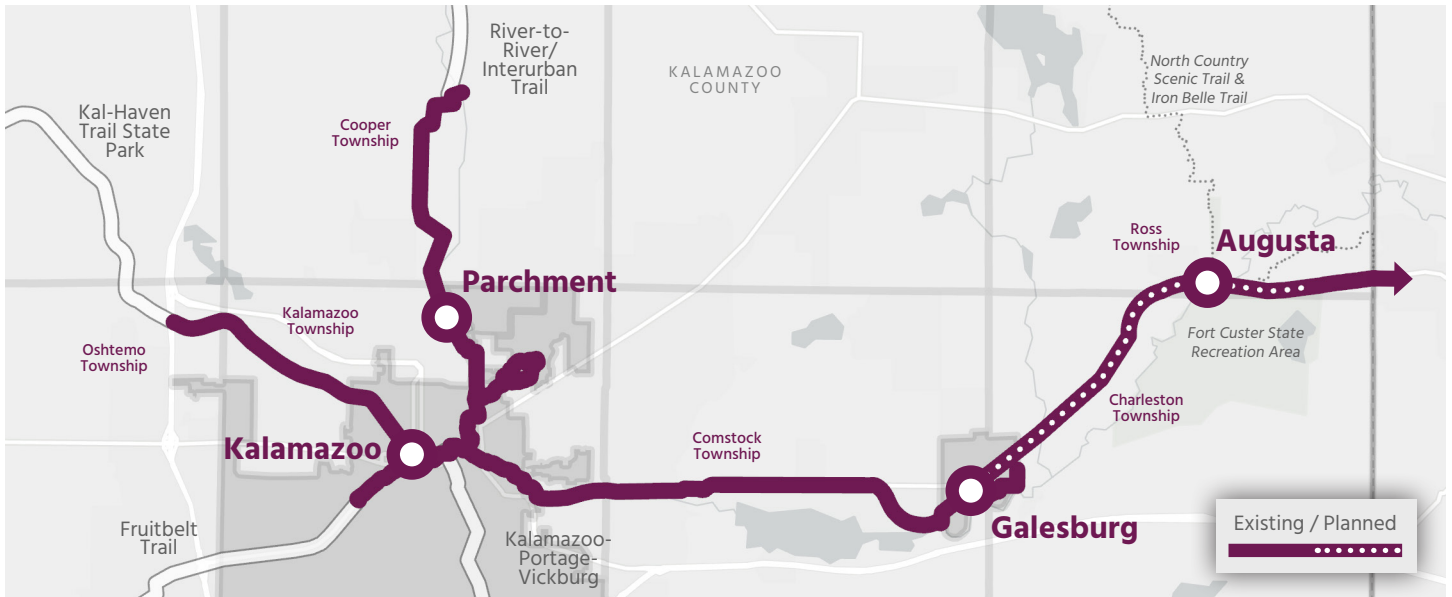 River-to-
River/
Interurban
Trail
KALAMAZOO
COUNTY
North Country
Scenic Trail &
Iron Belle Trail
Kal-Haven
Trail State
Park
Cooper
Township
Ross
Township
Augusta
Parchment
Kalamazoo
Township
Oshtemo
Township
Fort Custer State
Recreation Area
Charleston
Township
Kalamazoo
Comstock
Township
Galesburg
Fruitbelt
Trail
Kalamazoo-
Portage-
Vickburg
Existing / Planned